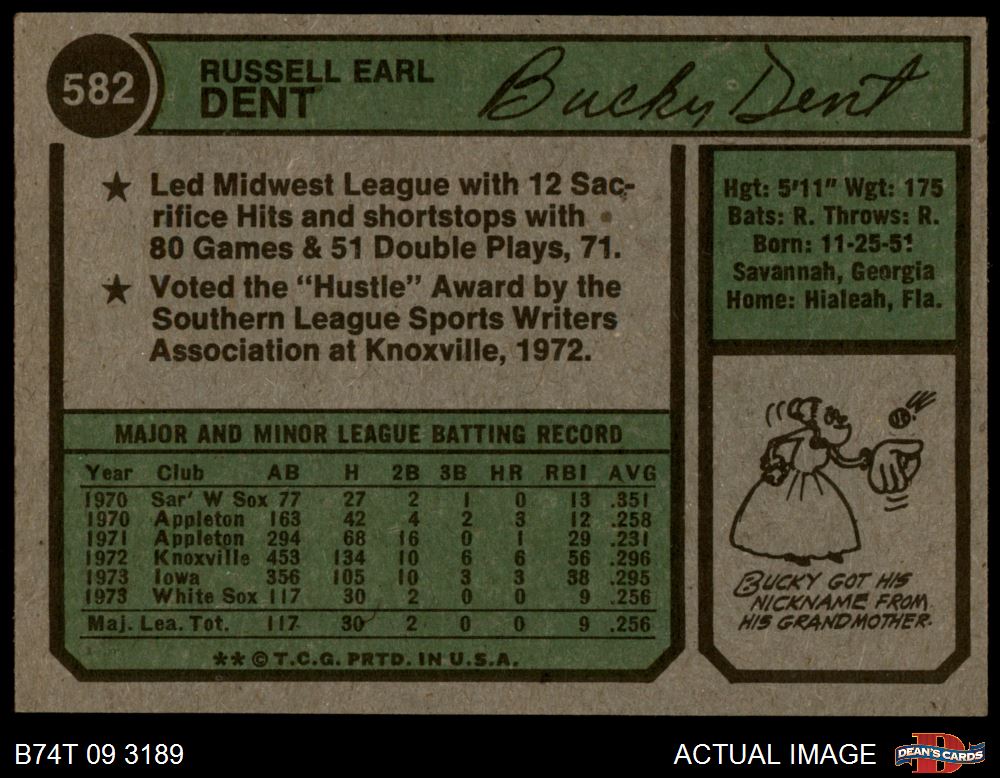 582
RUSSELL EARL
DENT
Bucky Dent
★ Led Midwest League with 12 Sac-
rifice Hits and shortstops with
80 Games & 51 Double Plays, 71.
★ Voted the "Hustle" Award by the
Southern League Sports Writers
Association at Knoxville, 1972.
Hgt: 5'11" Wgt: 175
Bats: R. Throws: R.
Born: 11-25-51
Savannah, Georgia
Home: Hialeah, Fla.
MAJOR AND MINOR LEAGUE BATTING RECORD
Year Club AB H 2B 3B HR RBI AVG
1970 Sar' W Sox 77 27 2 1 0 13 .351
1970 Appleton 163 42 4 2 3 12 .258
1971 Appleton 294 68 16 0 1 29 .231
1972 Knoxville 453 134 10 6 6 56 .296
1973 Iowa 356 105 10 3 3 38 .295
1973 White Sox 117 30 2 0 0 9 .256
Maj. Lea. Tot. 117 30 2 0 0 9 .256
** © T.C.G. PRTD. IN U.S.A.
BUCKY GOT HIS
NICKNAME FROM
HIS GRANDMOTHER.
B74T 09 3189
ACTUAL IMAGE
DEAN'S CARDS